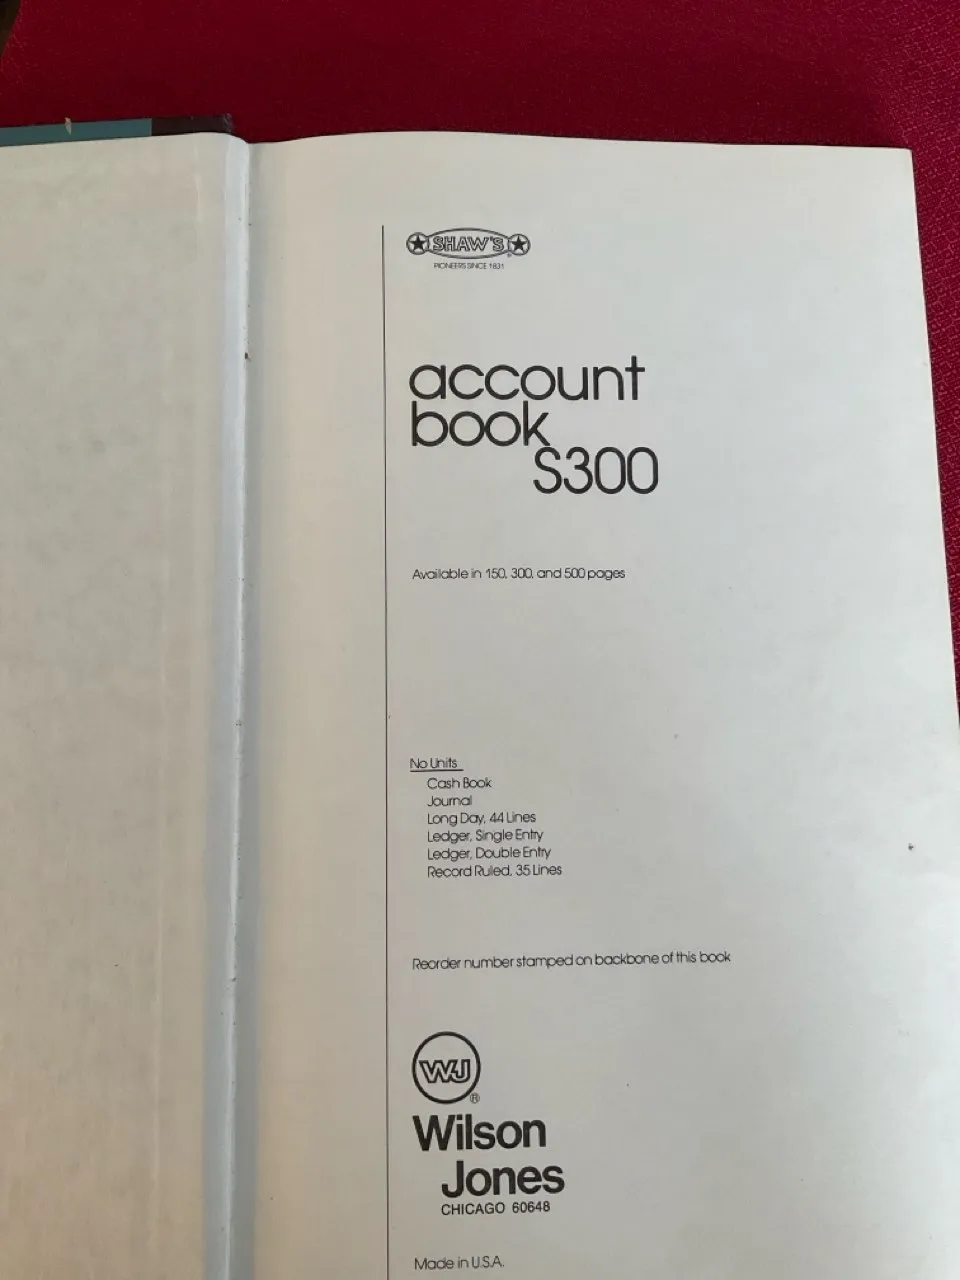 SHAW'S®
PIONEERS SINCE 1831
account
book
S300
Available in 150, 300, and 500 pages
No Units
Cash Book
Journal
Long Day, 44 Lines
Ledger, Single Entry
Ledger, Double Entry
Record Ruled, 35 Lines
Reorder number stamped on backbone of this book
WJ®
Wilson
Jones
CHICAGO 60648
Made in U.S.A.